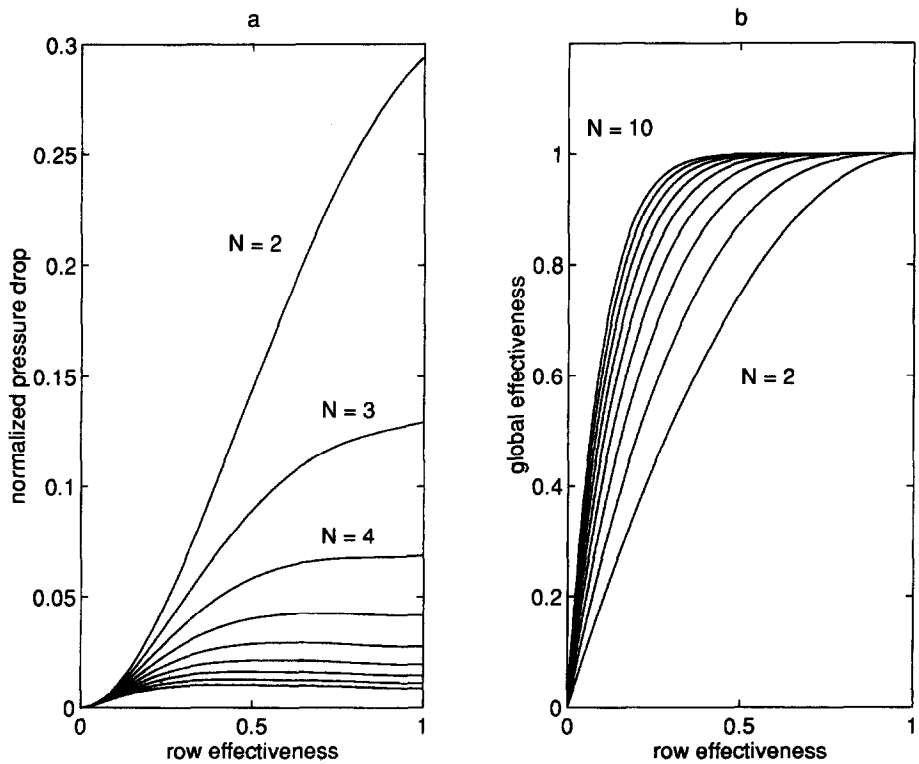 a
0.3
0.25
0.2
0.15
0.1
0.05
0
normalized pressure drop
N = 2
N = 3
N = 4
0
0.5
1
row effectiveness
b
1
0.8
0.6
0.4
0.2
0
global effectiveness
N = 10
N = 2
0
0.5
1
row effectiveness